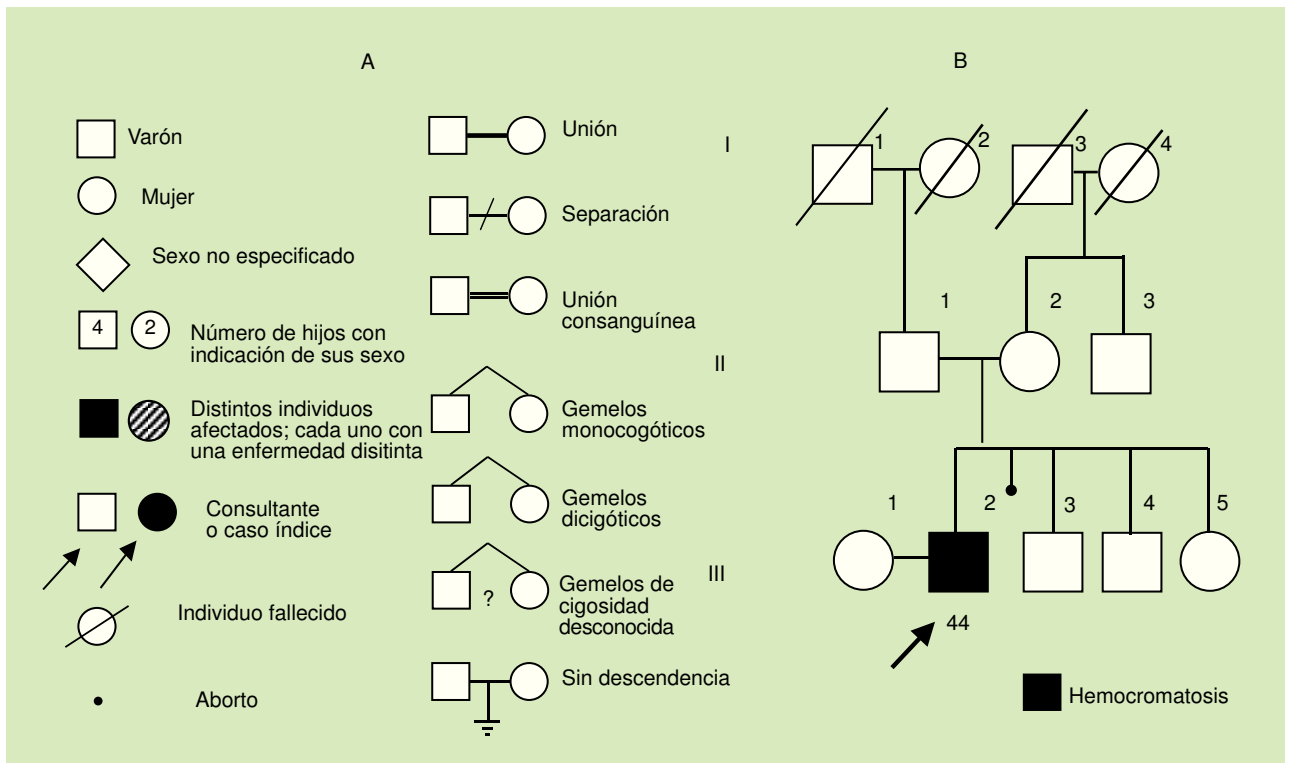 A
Varón
Mujer
Sexo no especificado
4
2
Número de hijos con
indicación de sus sexo
Distintos individuos
afectados; cada uno con
una enfermedad disitinta
Consultante
o caso índice
Individuo fallecido
Aborto
Unión
Separación
Unión
consanguínea
Gemelos
monocogóticos
Gemelos
dicigóticos
?
Gemelos de
cigosidad
desconocida
Sin descendencia
B
I
1
2
3
4
II
1
2
3
III
1
2
3
4
5
44
Hemocromatosis